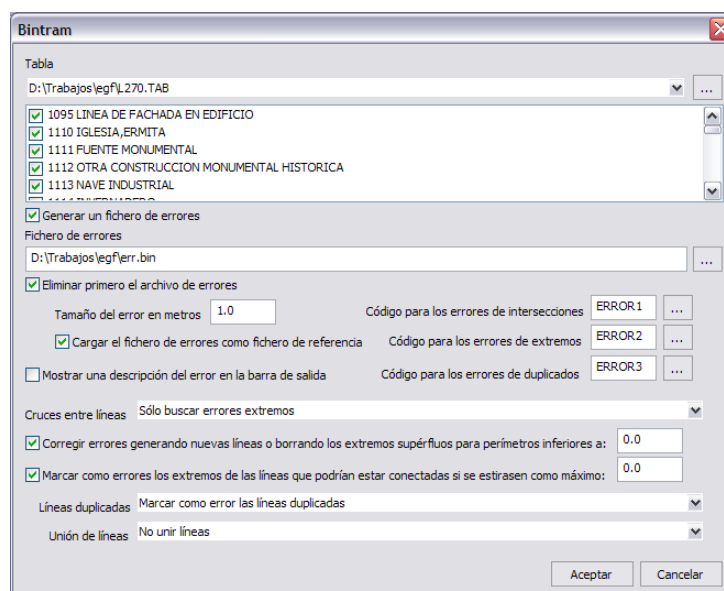 Bintram
Tabla
D:\Trabajos\egf\L270.TAB
...
1095 LINEA DE FACHADA EN EDIFICIO
1110 IGLESIA,ERMITA
1111 FUENTE MONUMENTAL
1112 OTRA CONSTRUCCION MONUMENTAL HISTORICA
1113 NAVE INDUSTRIAL
1114 INVERNADERO
Generar un fichero de errores
Fichero de errores
D:\Trabajos\egf\err.bin
...
Eliminar primero el archivo de errores
Tamaño del error en metros 1.0 Código para los errores de intersecciones ERROR1 ...
Cargar el fichero de errores como fichero de referencia Código para los errores de extremos ERROR2 ...
Mostrar una descripción del error en la barra de salida Código para los errores de duplicados ERROR3 ...
Cruces entre líneas Sólo buscar errores extremos
Corregir errores generando nuevas líneas o borrando los extremos supérfluos para perímetros inferiores a: 0.0
Marcar como errores los extremos de las líneas que podrían estar conectadas si se estirasen como máximo: 0.0
Líneas duplicadas Marcar como error las líneas duplicadas
Unión de líneas No unir líneas
Aceptar Cancelar